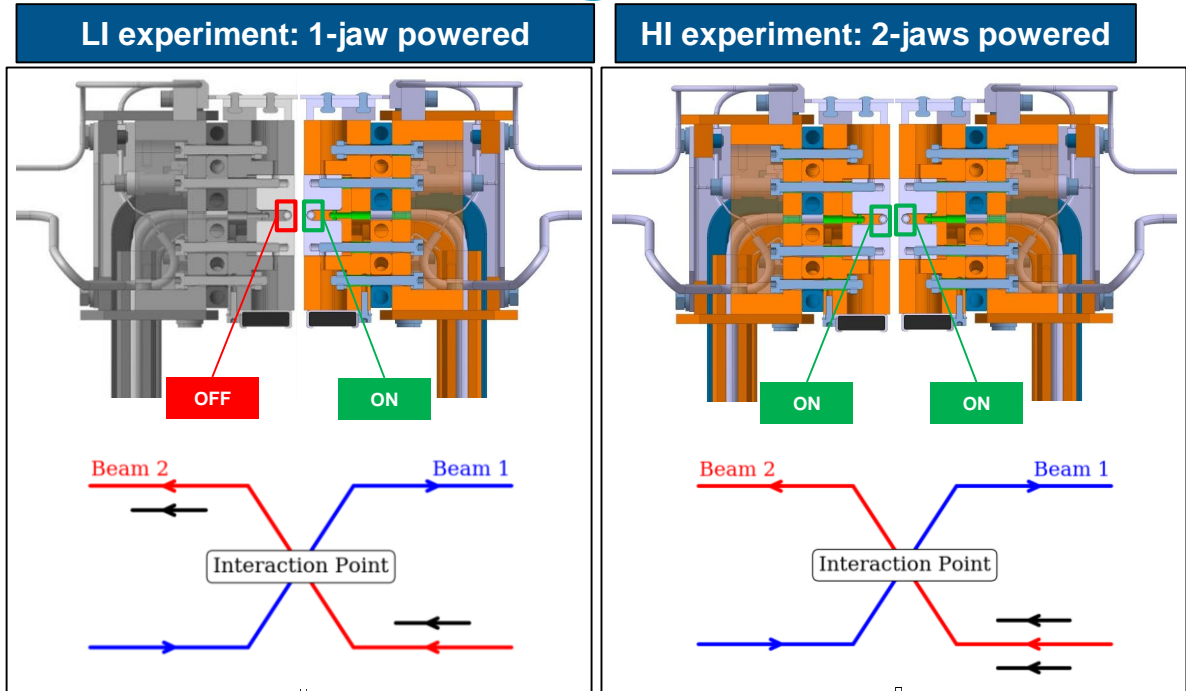 LI experiment: 1-jaw powered
HI experiment: 2-jaws powered
OFF
ON
ON
ON
Beam 2
Beam 1
Interaction Point
Beam 2
Beam 1
Interaction Point